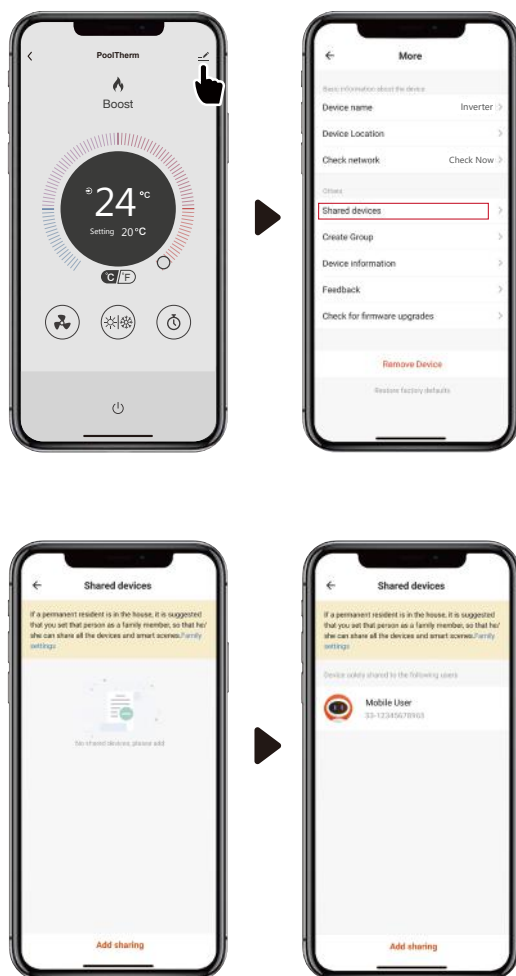 PoolTherm
Boost
24 °C
Setting 20°C
°C/°F
More
Basic information about the device
Device name Inverter
Device Location
Check network Check Now
Others
Shared devices
Create Group
Device information
Feedback
Check for firmware upgrades
Remove Device
Restore factory defaults
Shared devices
If a permanent resident is in the house, it is suggested
that you set that person as a family member, so that he/
she can share all the devices and smart scenes.Family
settings
No shared devices, please add
Add sharing
Shared devices
If a permanent resident is in the house, it is suggested
that you set that person as a family member, so that he/
she can share all the devices and smart scenes.Family
settings
Device solely shared to the following users
Mobile User
Add sharing